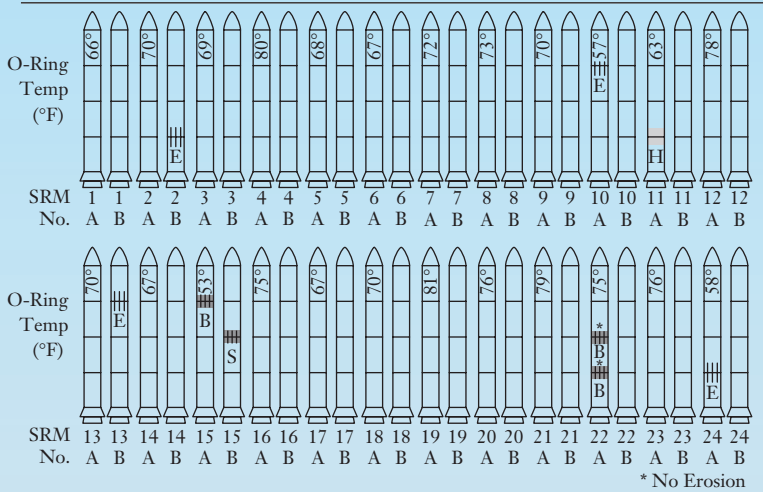 66° 70° 69° 80° 68° 67° 72° 73° 70° 57° 63° 78°
O-Ring
Temp
(°F)
E
E H
SRM 1 1 2 2 3 3 4 4 5 5 6 6 7 7 8 8 9 9 10 10 11 11 12 12
No. A B A B A B A B A B A B A B A B A B A B A B A B
70° 67° 53° 75° 67° 70° 81° 76° 79° 75° 76° 58°
O-Ring
Temp
(°F)
E B
S * B
* B E
SRM 13 13 14 14 15 15 16 16 17 17 18 18 19 19 20 20 21 21 22 22 23 23 24 24
No. A B A B A B A B A B A B A B A B A B A B A B A B
* No Erosion